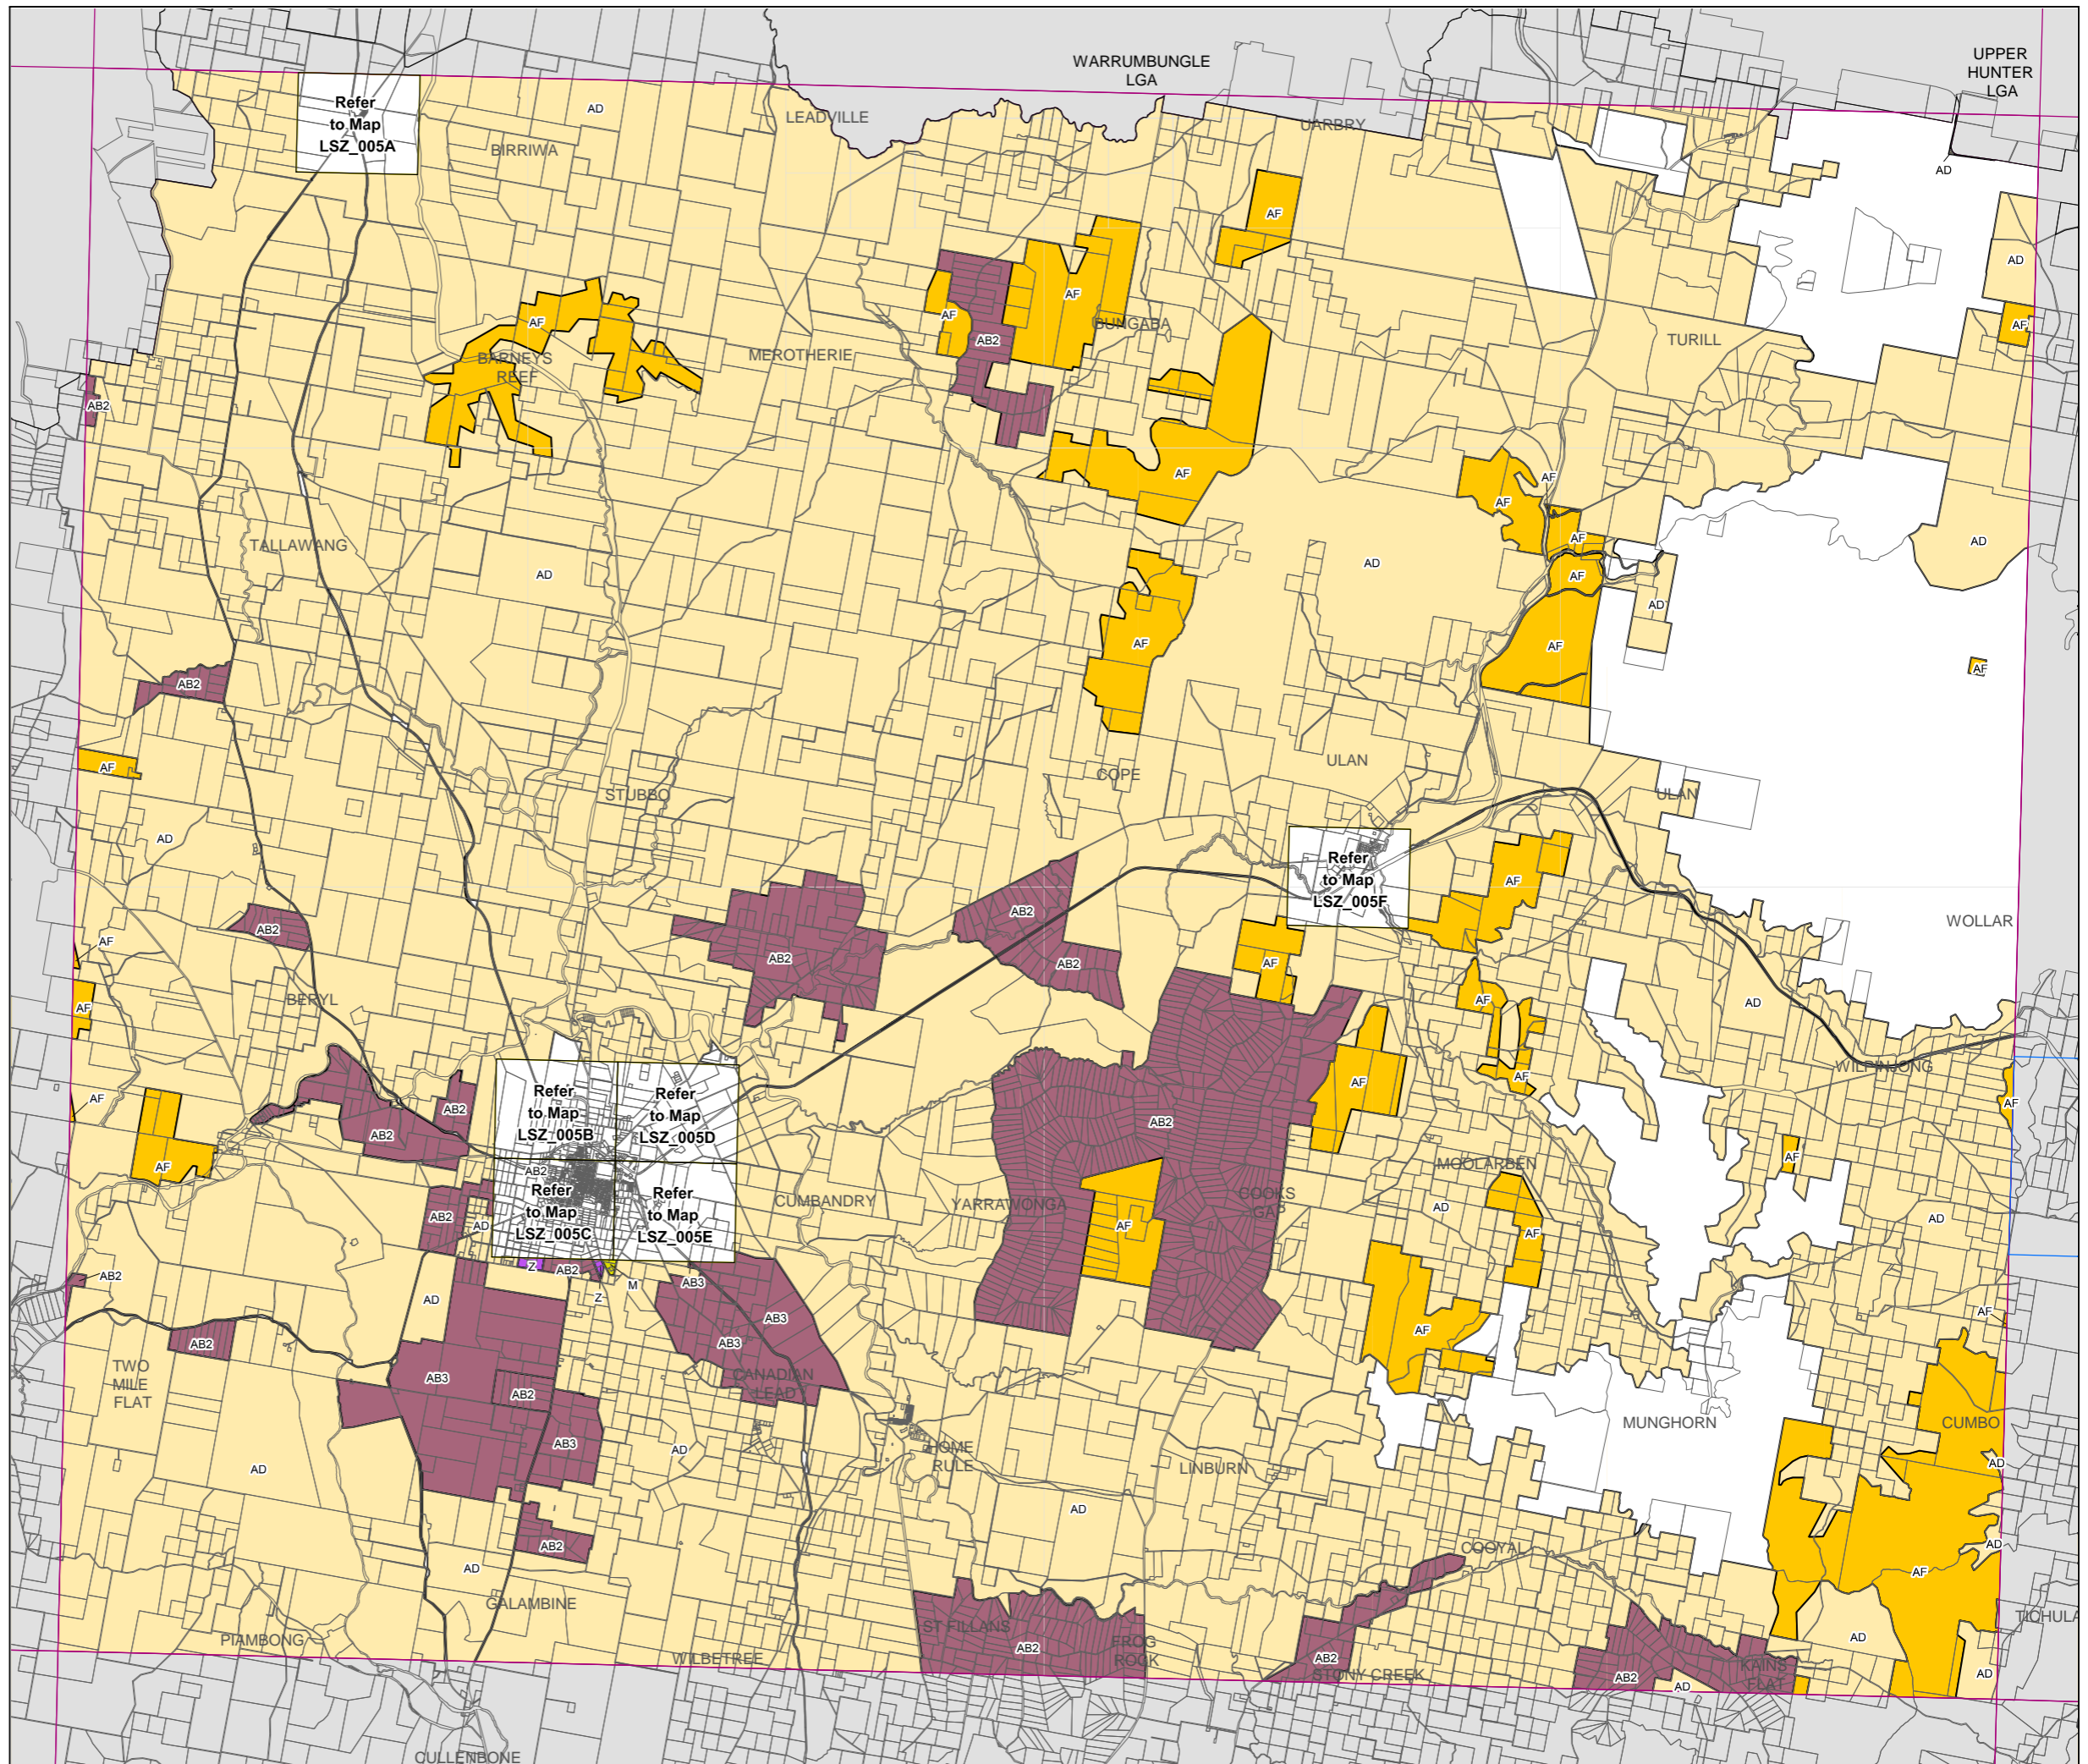 WARRUMBUNGLE
LGA
UPPER
HUNTER
LGA
Refer
to Map
LSZ_005A
AD
LEADVILLE
UARBRY
BIRRIWA
AD
AF
AD
AF
AF
AF
AF
AB2
BUNGABA
TURILL
BARNEYS
REEF
MEROTHERIE
AB2
AF
AF
AF
AF
AD
TALLAWANG
AD
AD
AF
AD
AF
AF
AF
AB2
ULAN
AF
COPE
STUBBO
ULAN
AD
Refer
to Map
LSZ_005F
AF
AB2
AB2
WOLLAR
AF
AB2
AB2
AF
AF
BERYL
AF
AD
WILPINJONG
AF
AF
AF
AF
Refer
to Map
LSZ_005B
Refer
to Map
LSZ_005D
AB2
AB2
AB2
AF
AF
MOOLARBEN
AB2
Refer
to Map
LSZ_005C
Refer
to Map
LSZ_005E
CUMBANDRY
YARRAWONGA
COOKS
GAP
AD
AD
AB2
AD
AF
AF
Z
AB2
AB2
AB3
M
Z
AD
AF
AB3
AF
AB2
AB3
TWO
MILE
FLAT
AB3
AB2
CANADIAN
LEAD
MUNGHORN
CUMBO
AB3
AD
HOME
RULE
LINBURN
AD
AD
AD
AB2
COOYAL
AD
AD
AF
GALAMBINE
ST FILLANS
TICHULA
PIAMBONG
AB2
FROG
ROCK
AD
WILBETREE
AB2
STONY CREEK
AB2
AD
KAINS
FLAT
AD
CULLENBONE